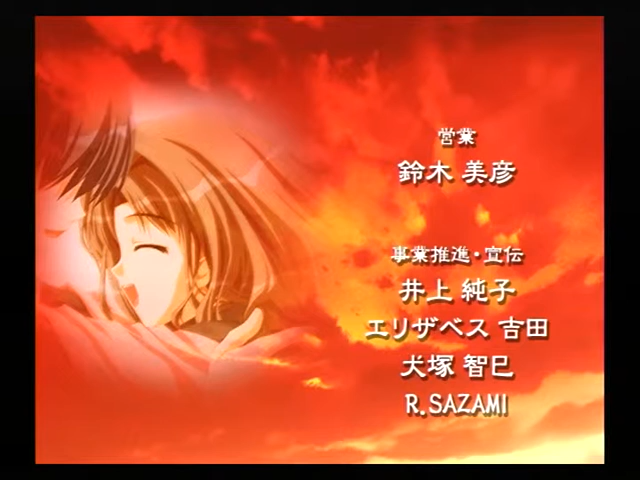 営業
鈴木 美彦
事業推進・宣伝
井上 純子
エリザベス 吉田
犬塚 智巳
R.SAZAMI